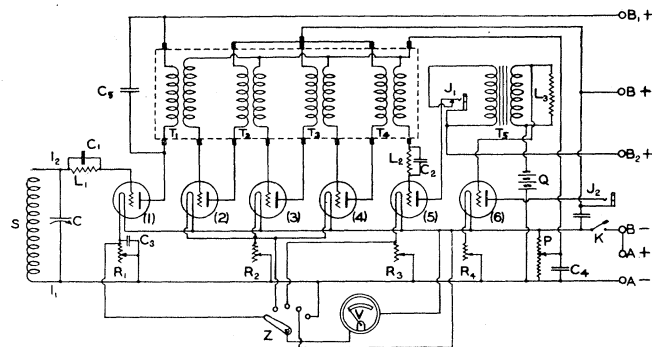 B₁+
C₅
J₁
L₃
B+
T₁
T₂
T₃
T₄
T₅
B₂+
C₁
I₂
L₁
L₂
C₂
Q
J₂
S
C
(1)
(2)
(3)
(4)
(5)
(6)
B-
K
C₃
P
A+
R₁
R₂
R₃
R₄
C₄
A-
I₁
Z
V